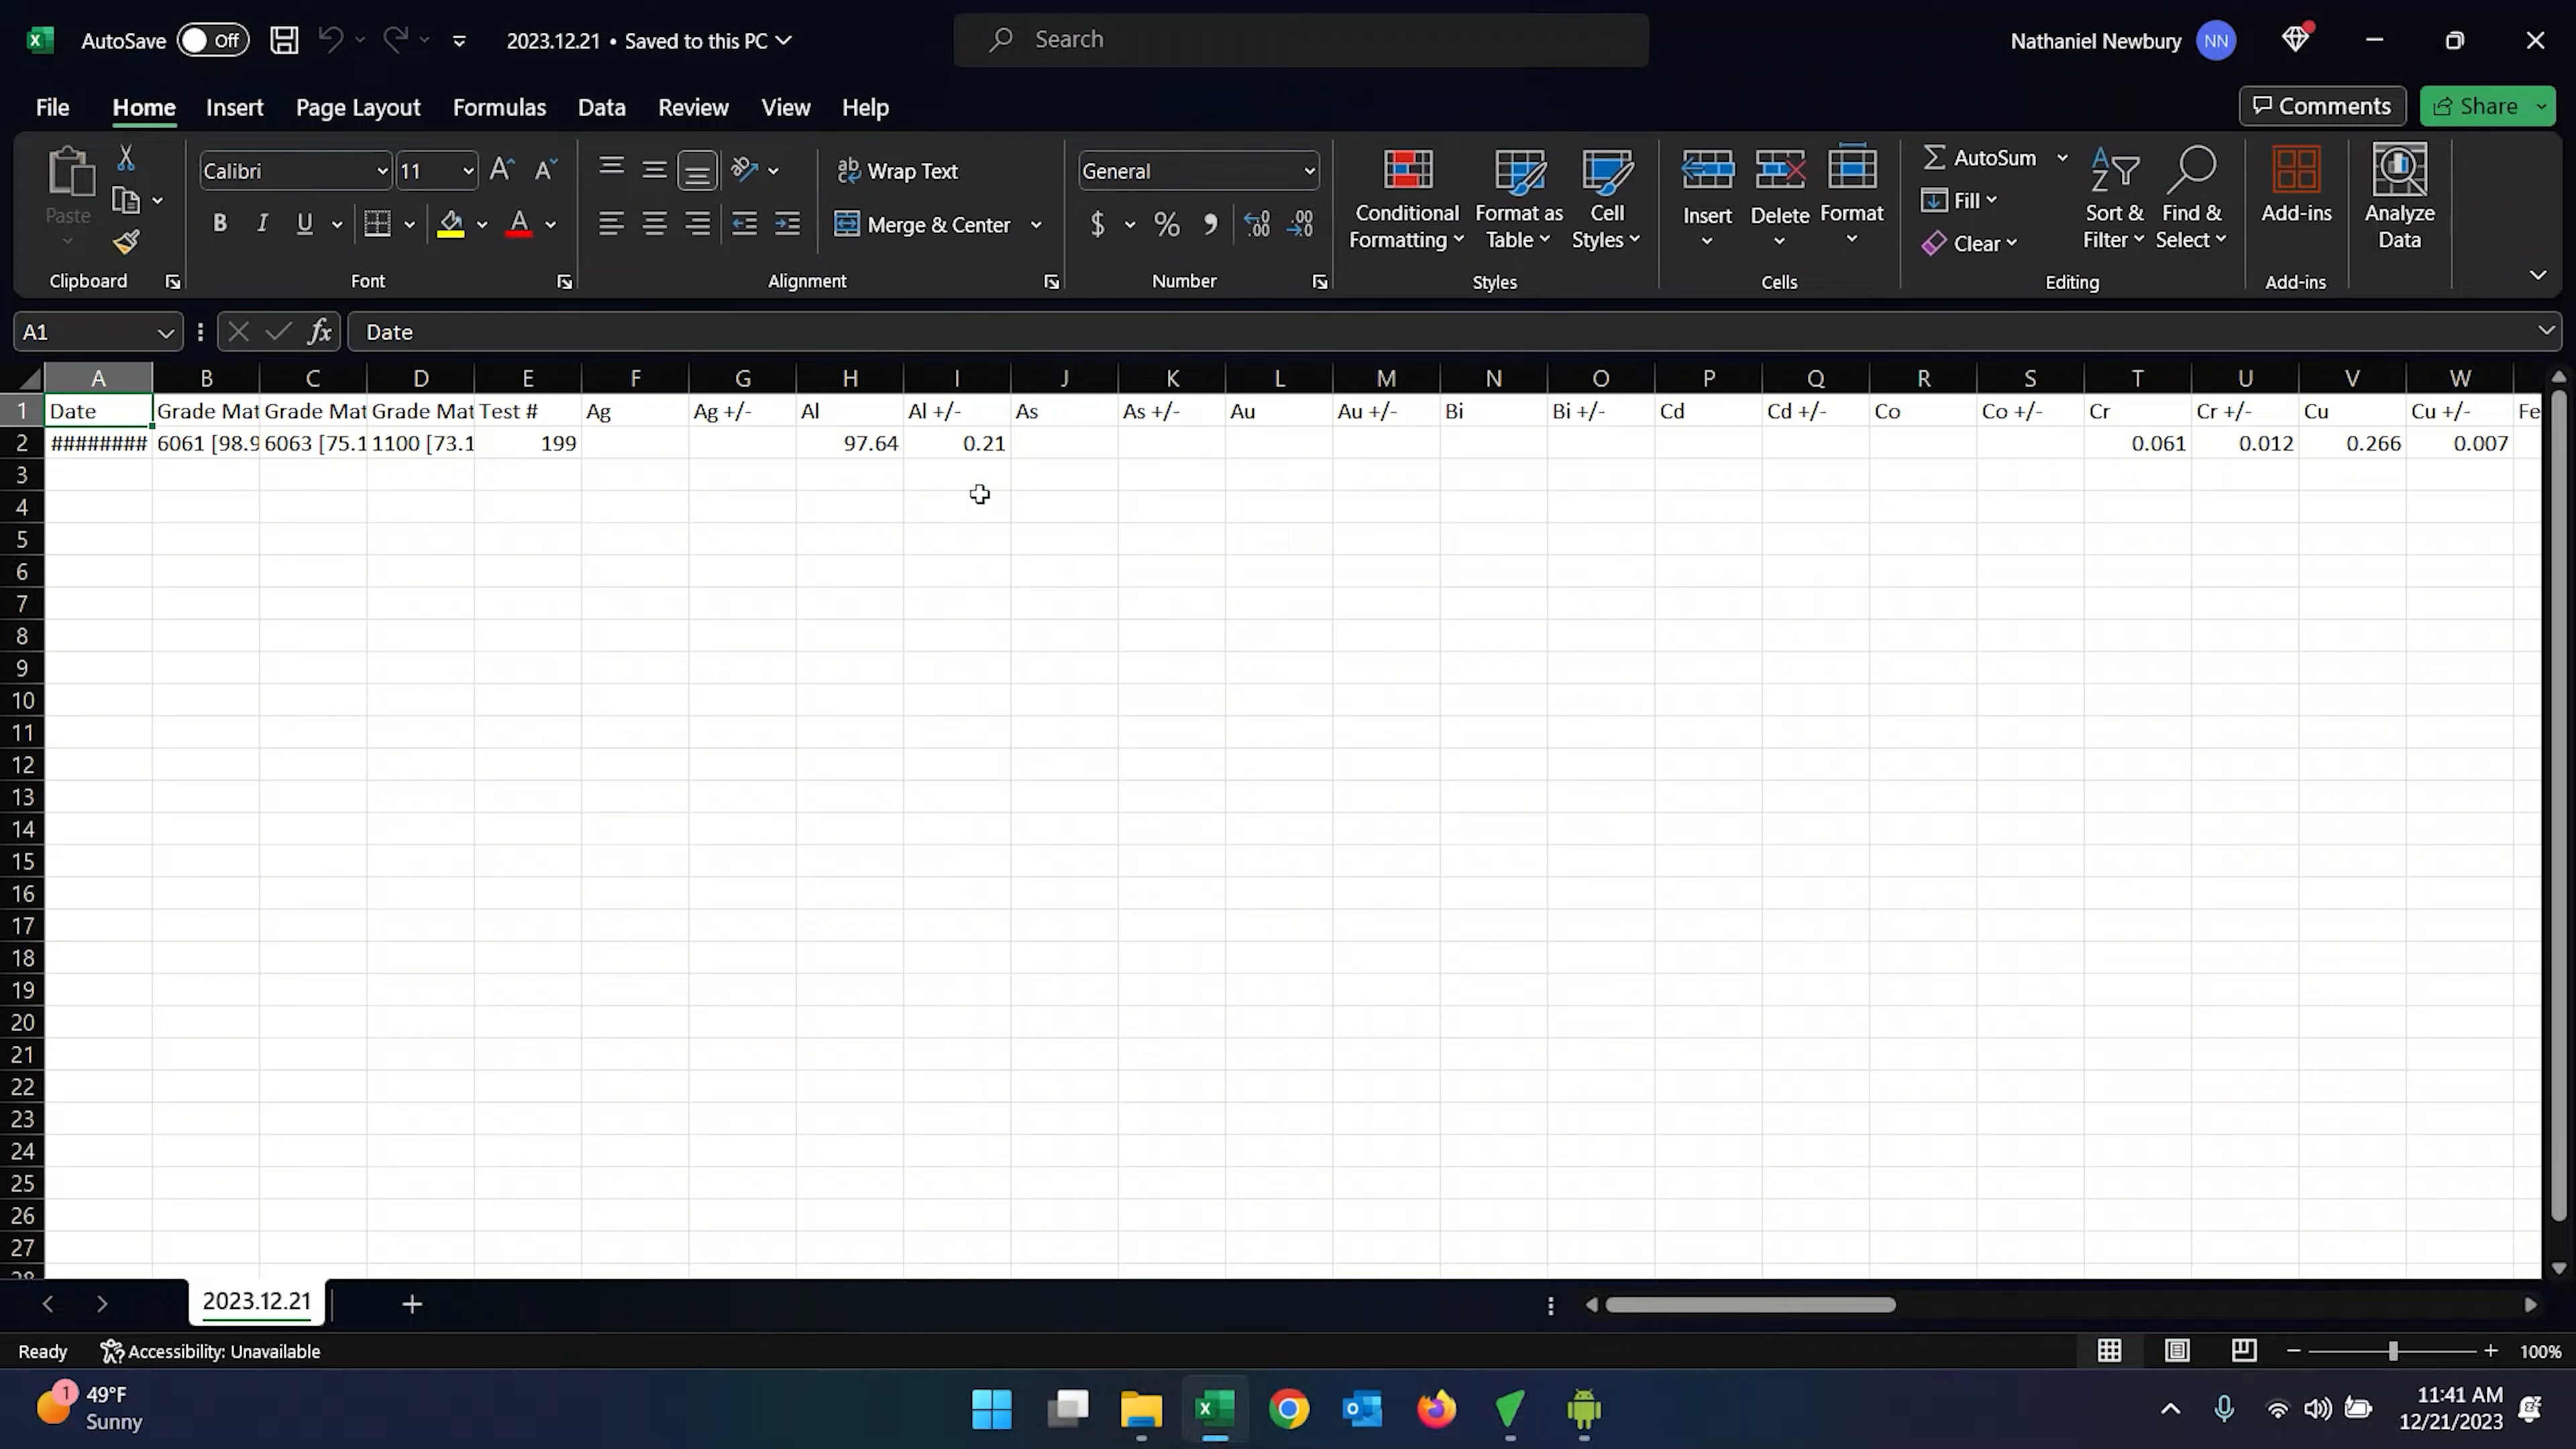 AutoSave Off 2023.12.21 • Saved to this PC Search Nathaniel Newbury NN
File Home Insert Page Layout Formulas Data Review View Help Comments Share
Paste Calibri 11 Wrap Text General Conditional Formatting Format as Table Cell Styles Insert Delete Format AutoSum Sort & Filter Find & Select Add-ins Analyze Data
B I U A Merge & Center $ % Fill Clear
Clipboard Font Alignment Number Styles Cells Editing Add-ins
A1 fx Date
A B C D E F G H I J K L M N O P Q R S T U V W
1 Date Grade Mat Grade Mat Grade Mat Test # Ag Ag +/- Al Al +/- As As +/- Au Au +/- Bi Bi +/- Cd Cd +/- Co Co +/- Cr Cr +/- Cu Cu +/- Fe
2 ######## 6061 [98.9 6063 [75.1 1100 [73.1 199 97.64 0.21 0.061 0.012 0.266 0.007
3
4
5
6
7
8
9
10
11
12
13
14
15
16
17
18
19
20
21
22
23
24
25
26
27
28
2023.12.21
Ready Accessibility: Unavailable 100%
1 49°F 11:41 AM
Sunny 12/21/2023